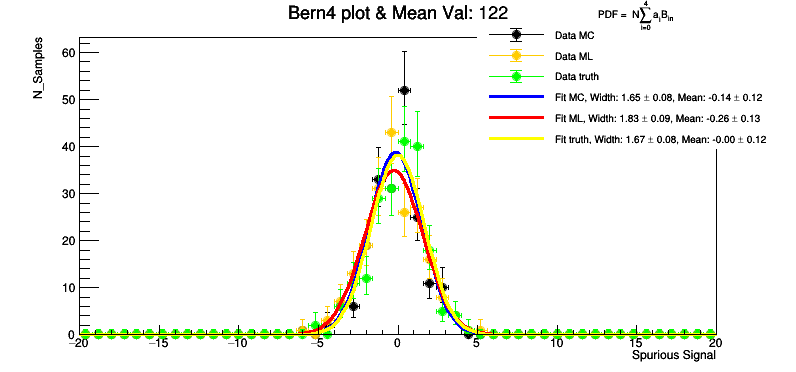 Bern4 plot & Mean Val: 122
PDF = N∑ aᵢBᵢₙ
4
i=0
Data MC
Data ML
Data truth
Fit MC, Width: 1.65 ± 0.08, Mean: -0.14 ± 0.12
Fit ML, Width: 1.83 ± 0.09, Mean: -0.26 ± 0.13
Fit truth, Width: 1.67 ± 0.08, Mean: -0.00 ± 0.12
N_Samples
60
50
40
30
20
10
0
−20 −15 −10 −5 0 5 10 15 20
Spurious Signal